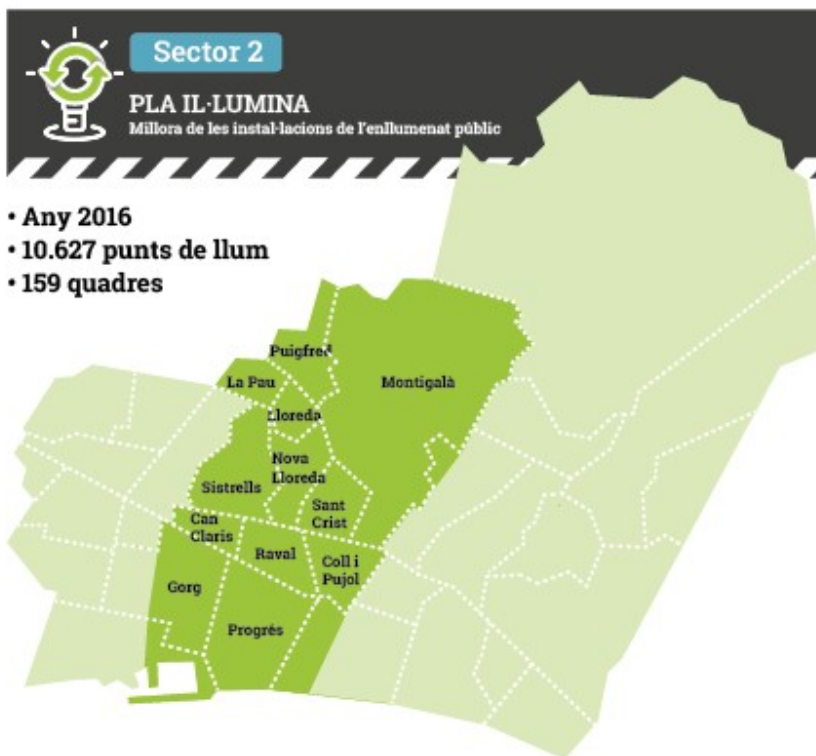 Sector 2
PLA IL·LUMINA
Millora de les instal·lacions de l'enllumenat públic
• Any 2016
• 10.627 punts de llum
• 159 quadres
Puigfred
La Pau
Montigalà
Lloreda
Nova
Lloreda
Sistrells
Sant
Crist
Can
Claris
Raval
Coll i
Pujol
Gorg
Progrés